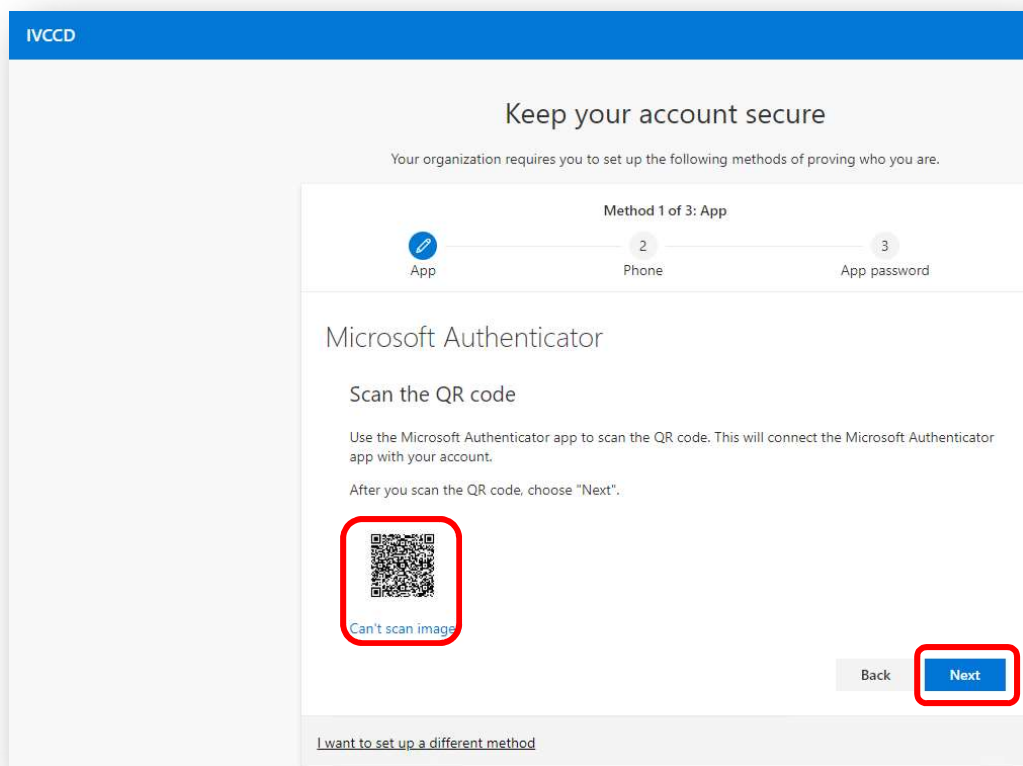 IVCCD
Keep your account secure
Your organization requires you to set up the following methods of proving who you are.
Method 1 of 3: App
2
3
App
Phone
App password
Microsoft Authenticator
Scan the QR code
Use the Microsoft Authenticator app to scan the QR code. This will connect the Microsoft Authenticator
app with your account.
After you scan the QR code, choose "Next".
Can't scan image
Back
Next
I want to set up a different method